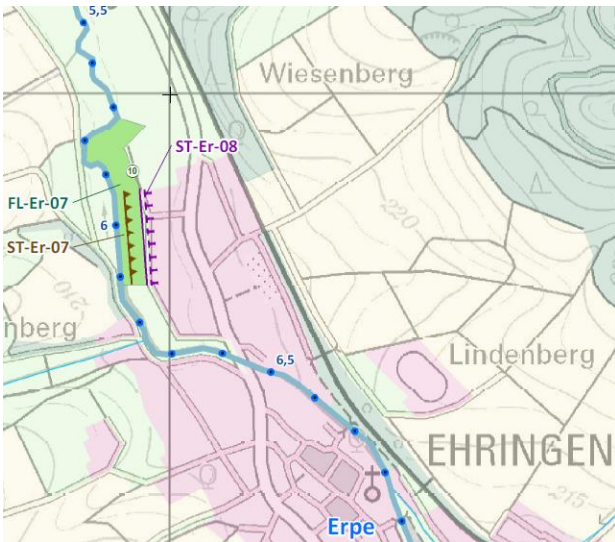 5,5
Wiesenberg
ST-Er-08
10
FL-Er-07
220
6
ST-Er-07
210
nberg
6,5
Lindenberg
EHRINGEN
215
Erpe